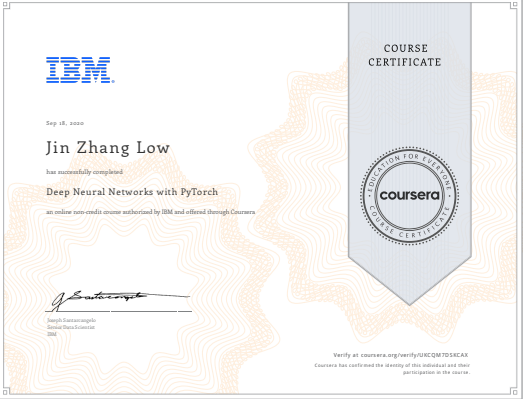 IBM®
COURSE
CERTIFICATE
EDUCATION FOR EVERYONE
coursera
COURSE CERTIFICATE
Sep 18, 2020
Jin Zhang Low
has successfully completed
Deep Neural Networks with PyTorch
an online non-credit course authorized by IBM and offered through Coursera
Joseph Santarcangelo
Senior Data Scientist
IBM
Verify at coursera.org/verify/UKCQM7DSXCAX
Coursera has confirmed the identity of this individual and their
participation in the course.